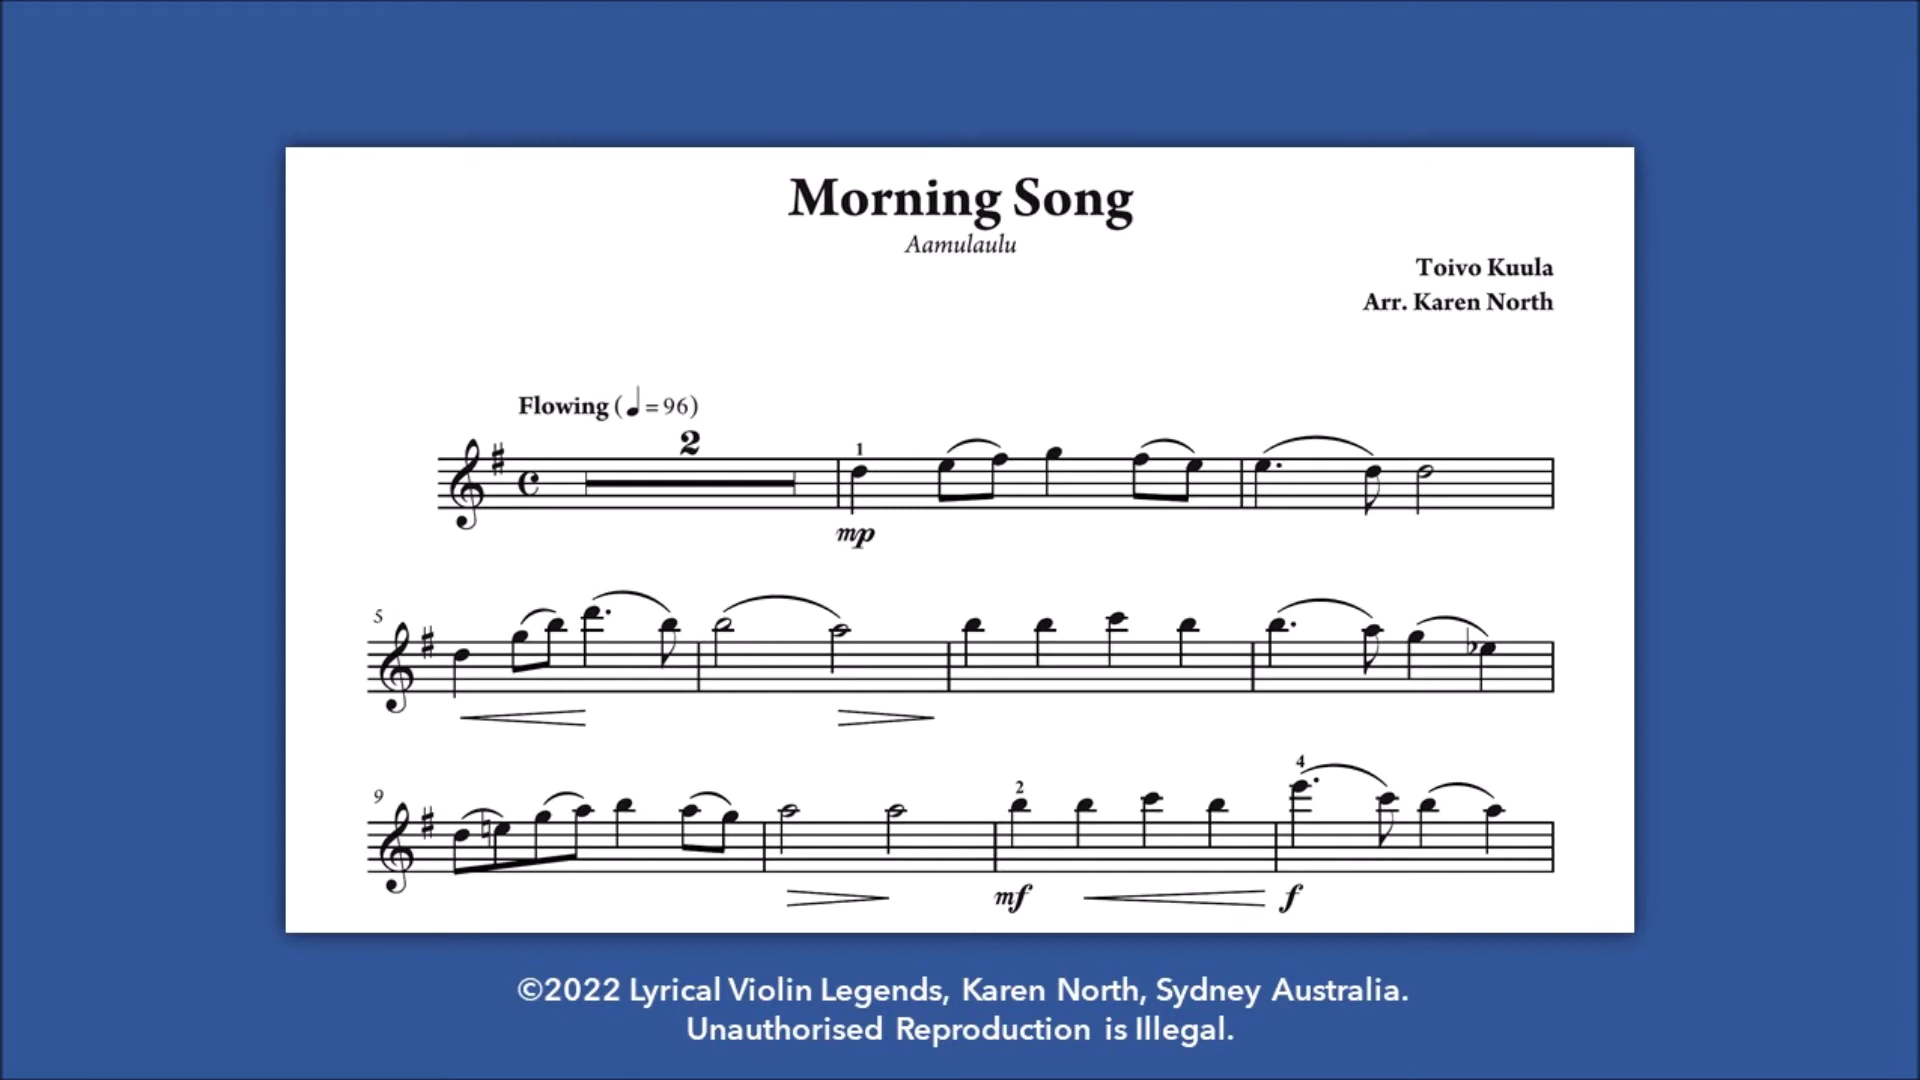 Morning Song
Aamulaulu
Toivo Kuula
Arr. Karen North
Flowing (♩=96)
2
1
mp
5
9
2
4
mf
f
©2022 Lyrical Violin Legends, Karen North, Sydney Australia.
Unauthorised Reproduction is Illegal.